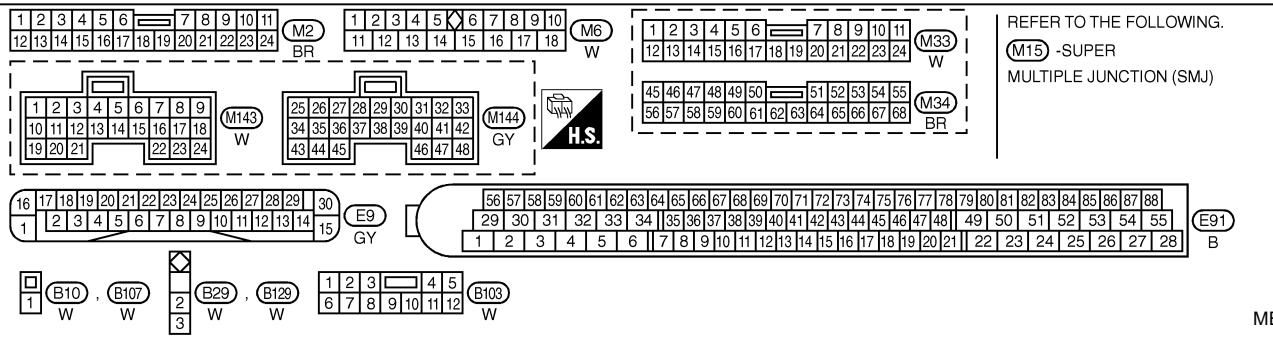 1 2 3 4 5 6 7 8 9 10 11
12 13 14 15 16 17 18 19 20 21 22 23 24
M2
BR
1 2 3 4 5 6 7 8 9 10
11 12 13 14 15 16 17 18
M6
W
1 2 3 4 5 6 7 8 9 10 11
12 13 14 15 16 17 18 19 20 21 22 23 24
M33
W
45 46 47 48 49 50 51 52 53 54 55
56 57 58 59 60 61 62 63 64 65 66 67 68
M34
BR
REFER TO THE FOLLOWING.
M15 -SUPER
MULTIPLE JUNCTION (SMJ)
1 2 3 4 5 6 7 8 9
10 11 12 13 14 15 16 17 18
19 20 21 22 23 24
M143
W
25 26 27 28 29 30 31 32 33
34 35 36 37 38 39 40 41 42
43 44 45 46 47 48
M144
GY
H.S.
16 17 18 19 20 21 22 23 24 25 26 27 28 29 30
1 2 3 4 5 6 7 8 9 10 11 12 13 14 15
E9
GY
56 57 58 59 60 61 62 63 64 65 66 67 68 69 70 71 72 73 74 75 76 77 78 79 80 81 82 83 84 85 86 87 88
29 30 31 32 33 34 35 36 37 38 39 40 41 42 43 44 45 46 47 48 49 50 51 52 53 54 55
1 2 3 4 5 6 7 8 9 10 11 12 13 14 15 16 17 18 19 20 21 22 23 24 25 26 27 28
E91
B
1
B10 , B107
W W
2
3
B29 , B129
W W
1 2 3 4 5
6 7 8 9 10 11 12
B103
W